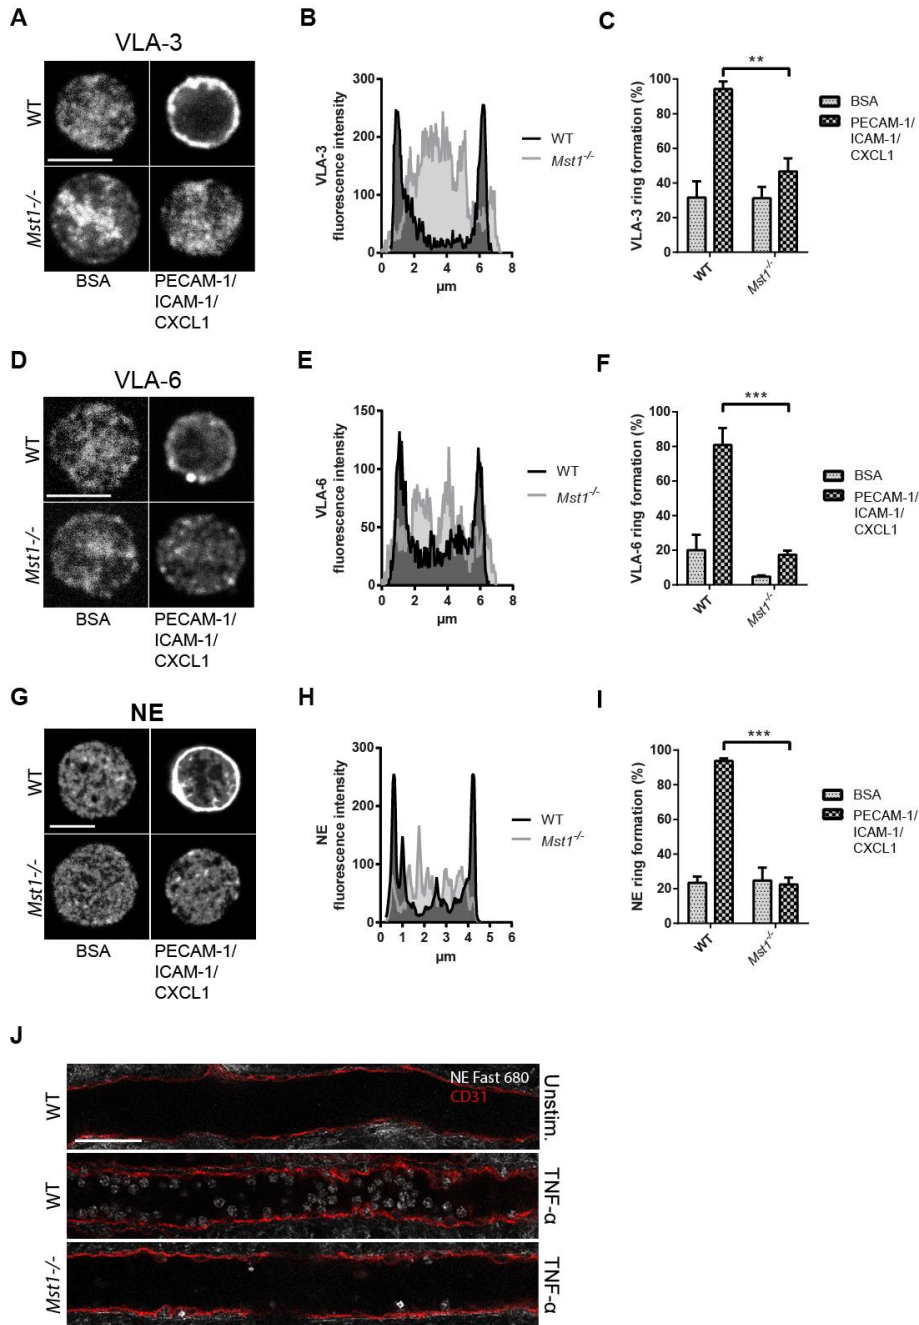 A
VLA-3
WT
Mst1-/-
BSA
PECAM-1/
ICAM-1/
CXCL1
B
VLA-3
fluorescence intensity
300
200
100
0
0 2 4 6 8
µm
WT
Mst1-/-
C
**
VLA-3 ring formation (%)
100
80
60
40
20
0
WT
Mst1-/-
BSA
PECAM-1/
ICAM-1/
CXCL1
D
VLA-6
WT
Mst1-/-
BSA
PECAM-1/
ICAM-1/
CXCL1
E
VLA-6
fluorescence intensity
150
100
50
0
0 2 4 6 8
µm
WT
Mst1-/-
F
***
VLA-6 ring formation (%)
100
80
60
40
20
0
WT
Mst1-/-
BSA
PECAM-1/
ICAM-1/
CXCL1
G
NE
WT
Mst1-/-
BSA
PECAM-1/
ICAM-1/
CXCL1
H
NE
fluorescence intensity
300
200
100
0
0 1 2 3 4 5 6
µm
WT
Mst1-/-
I
***
NE ring formation (%)
100
80
60
40
20
0
WT
Mst1-/-
BSA
PECAM-1/
ICAM-1/
CXCL1
J
WT
NE Fast 680
CD31
Unstim.
WT
TNF-α
Mst1-/-
TNF-α